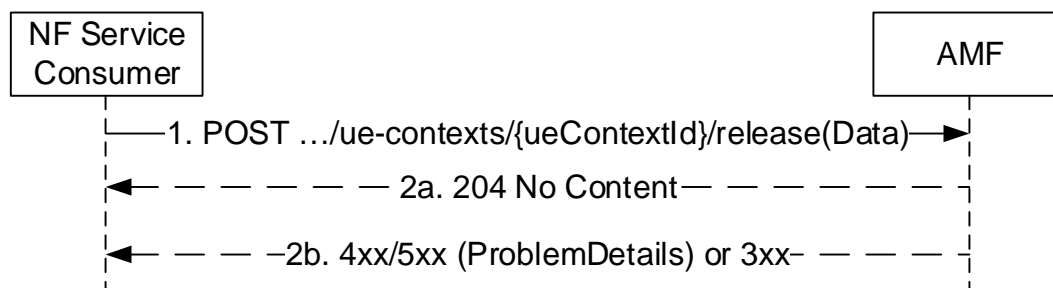 NF Service
Consumer
AMF
1. POST …/ue-contexts/{ueContextId}/release(Data)
2a. 204 No Content
2b. 4xx/5xx (ProblemDetails) or 3xx